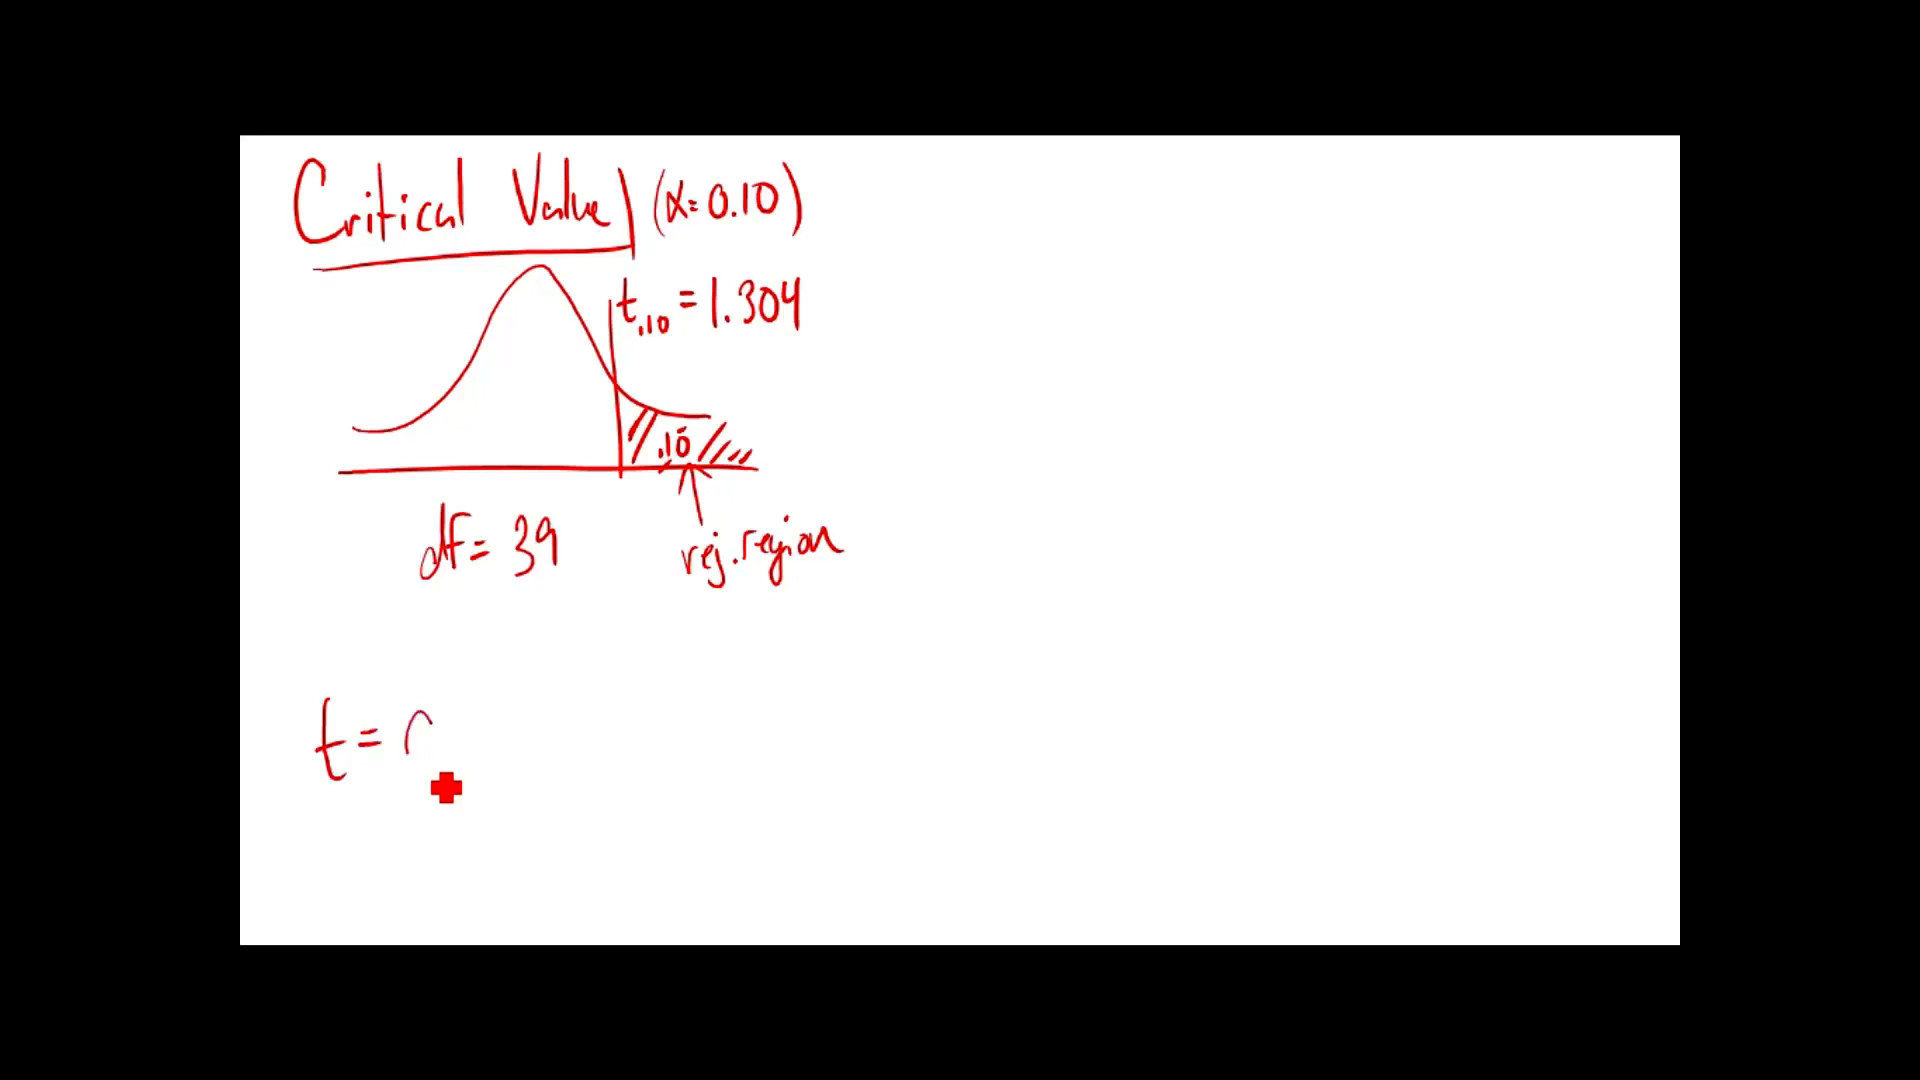 Critical Value (α = 0.10)
t.10 = 1.304
.10
df = 39
rej. region
t =